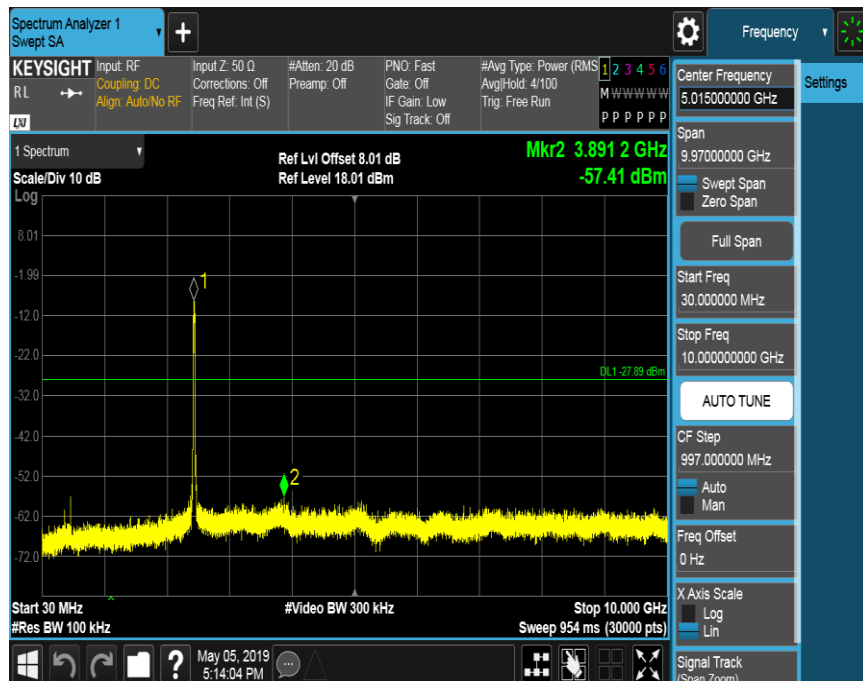 Spectrum Analyzer 1
Swept SA
+
Frequency
KEYSIGHT
RL
LXI
Input: RF
Coupling: DC
Align: Auto/No RF
Input Z: 50 Ω
Corrections: Off
Freq Ref: Int (S)
#Atten: 20 dB
Preamp: Off
PNO: Fast
Gate: Off
IF Gain: Low
Sig Track: Off
#Avg Type: Power (RMS
Avg|Hold: 4/100
Trig: Free Run
1 2 3 4 5 6
M W W W W W
P P P P P P
Settings
1 Spectrum
Scale/Div 10 dB
Ref Lvl Offset 8.01 dB
Ref Level 18.01 dBm
Mkr2 3.891 2 GHz
-57.41 dBm
Log
8.01
-1.99
-12.0
-22.0
-32.0
-42.0
-52.0
-62.0
-72.0
1
2
DL1 -27.89 dBm
Start 30 MHz
#Res BW 100 kHz
#Video BW 300 kHz
Stop 10.000 GHz
Sweep 954 ms (30000 pts)
Center Frequency
5.015000000 GHz
Span
9.97000000 GHz
Swept Span
Zero Span
Full Span
Start Freq
30.000000 MHz
Stop Freq
10.000000000 GHz
AUTO TUNE
CF Step
997.000000 MHz
Auto
Man
Freq Offset
0 Hz
X Axis Scale
Log
Lin
Signal Track
(Span Zoom)
?
May 05, 2019
5:14:04 PM